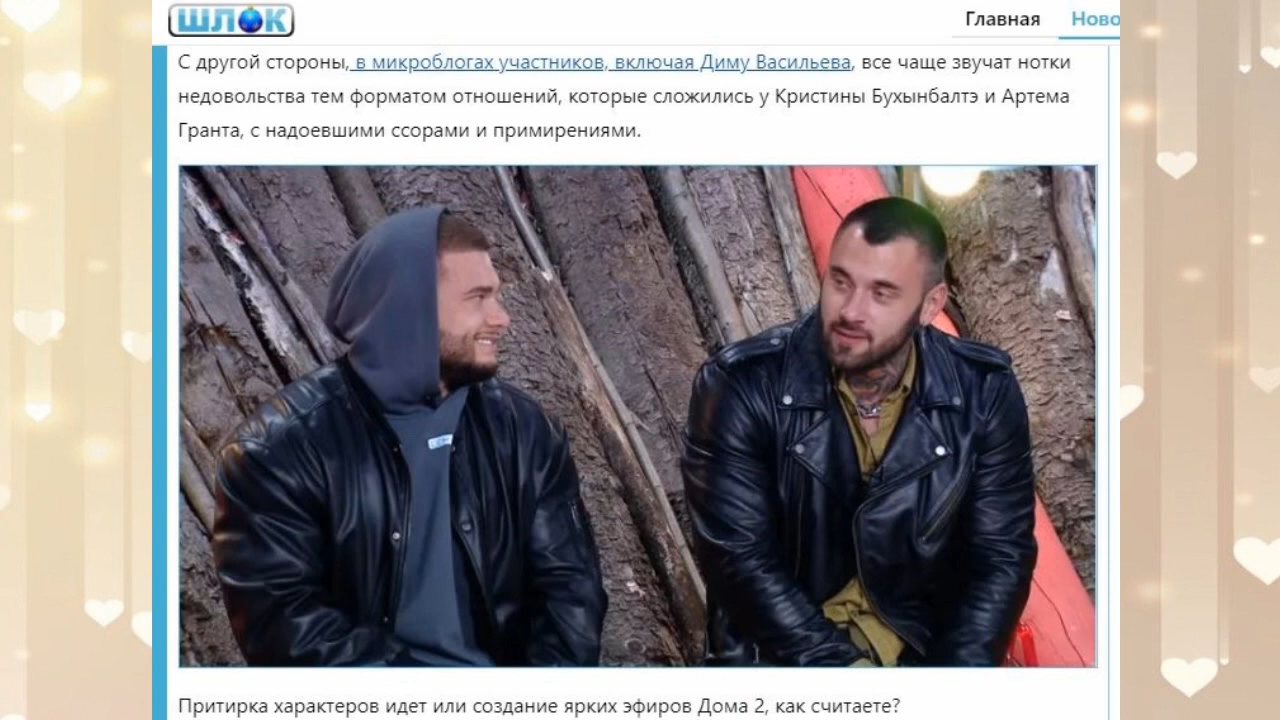 ШЛОК
Главная
Ново
С другой стороны, в микроблогах участников, включая Диму Васильева, все чаще звучат нотки
недовольства тем форматом отношений, которые сложились у Кристины Бухынбалтэ и Артема
Гранта, с надоевшими ссорами и примирениями.
Притирка характеров идет или создание ярких эфиров Дома 2, как считаете?